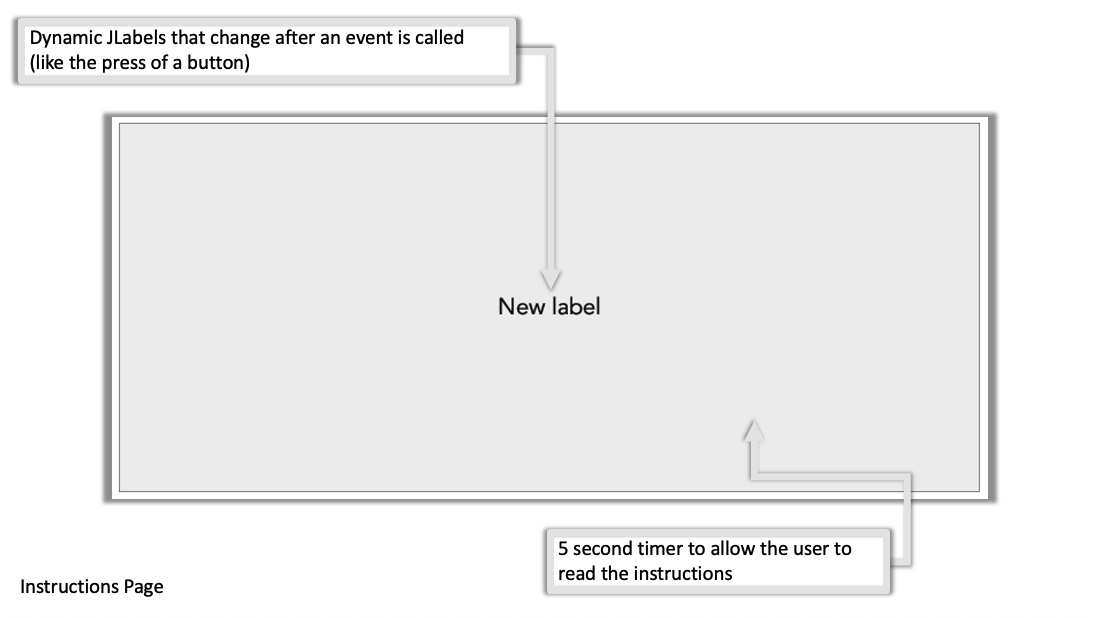 Dynamic JLabels that change after an event is called
(like the press of a button)
New label
5 second timer to allow the user to
read the instructions
Instructions Page